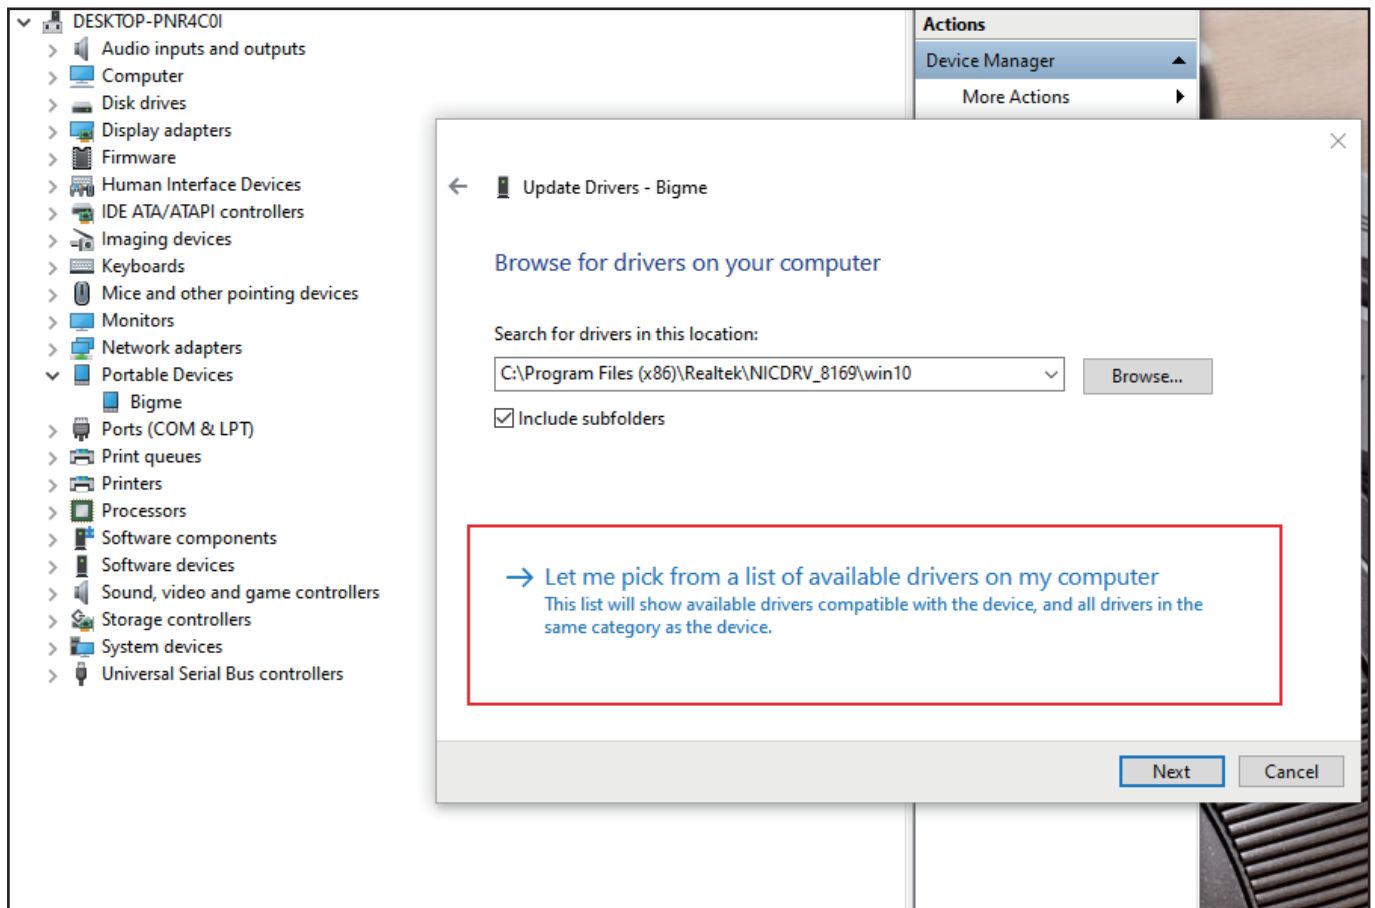 DESKTOP-PNR4C0I
Audio inputs and outputs
Computer
Disk drives
Display adapters
Firmware
Human Interface Devices
IDE ATA/ATAPI controllers
Imaging devices
Keyboards
Mice and other pointing devices
Monitors
Network adapters
Portable Devices
Bigme
Ports (COM & LPT)
Print queues
Printers
Processors
Software components
Software devices
Sound, video and game controllers
Storage controllers
System devices
Universal Serial Bus controllers
Actions
Device Manager
More Actions
Update Drivers - Bigme
Browse for drivers on your computer
Search for drivers in this location:
C:\Program Files (x86)\Realtek\NICDRV_8169\win10
Browse...
Include subfolders
Let me pick from a list of available drivers on my computer
This list will show available drivers compatible with the device, and all drivers in the
same category as the device.
Next
Cancel